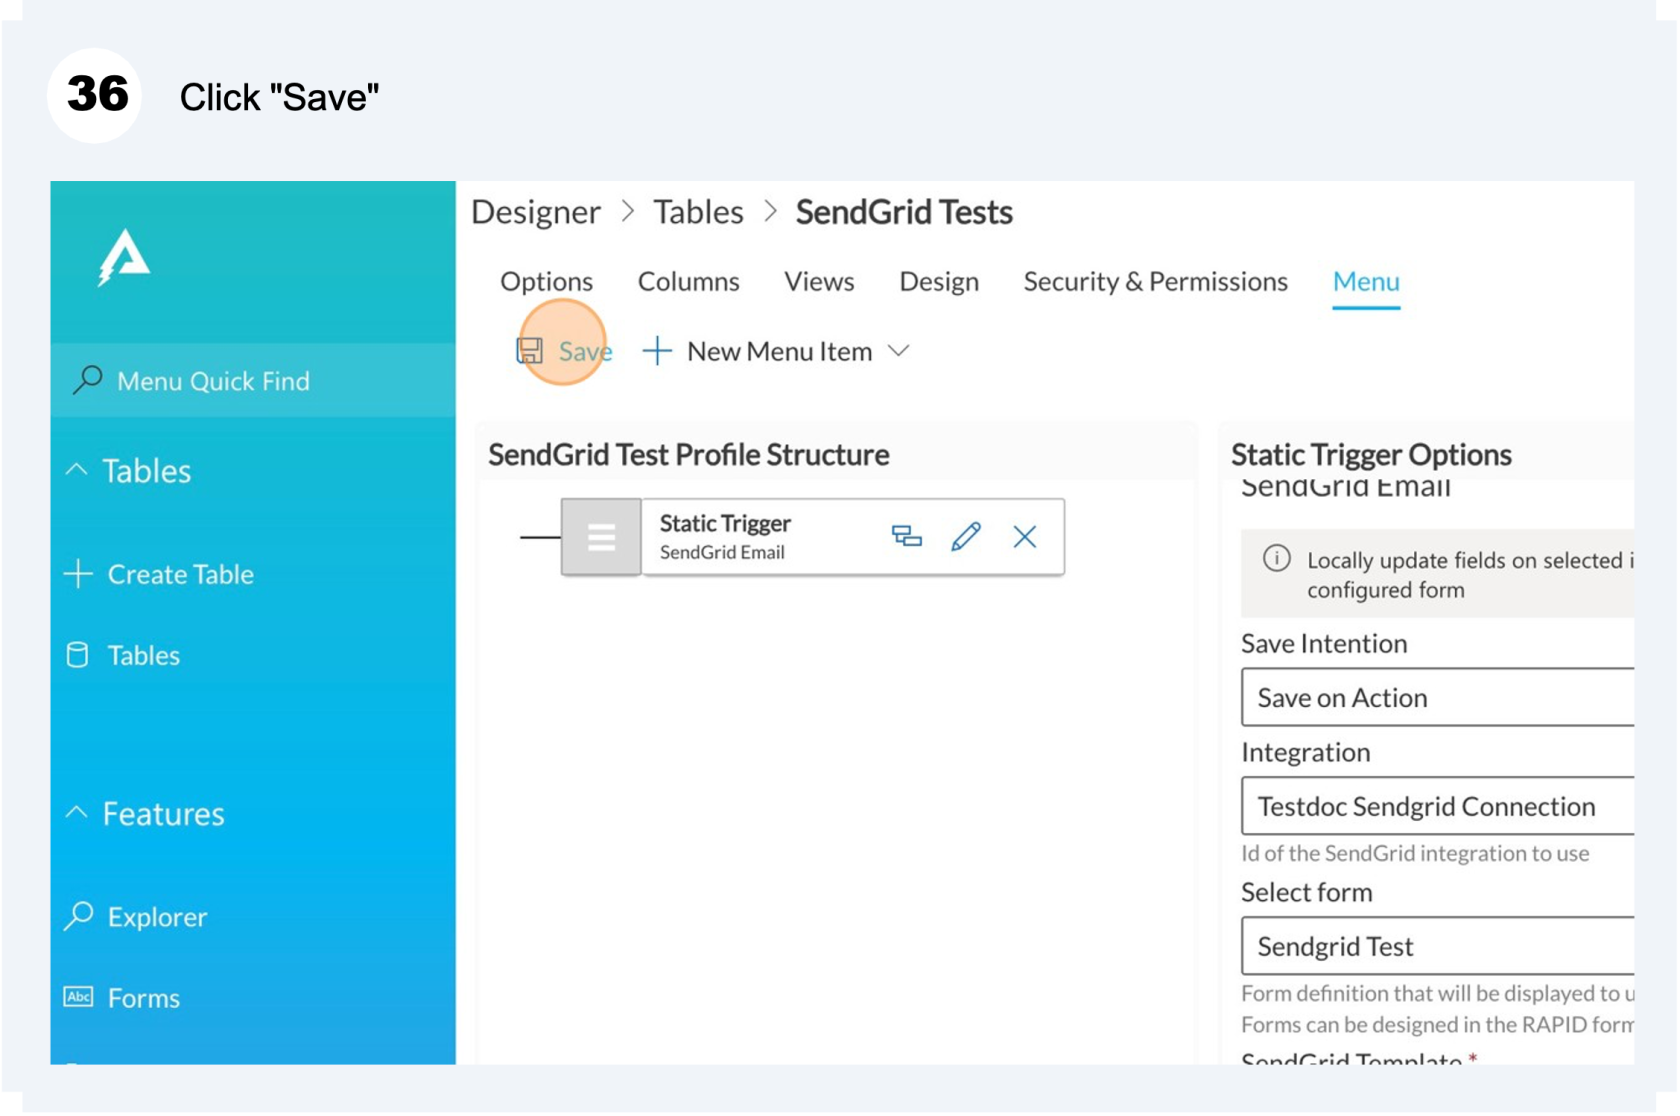 36 Click "Save"
Designer > Tables > SendGrid Tests
Options Columns Views Design Security & Permissions Menu
Save New Menu Item
Menu Quick Find
Tables
Create Table
Tables
Features
Explorer
Abc Forms
SendGrid Test Profile Structure
Static Trigger
SendGrid Email
Static Trigger Options
SendGrid Email
Locally update fields on selected i
configured form
Save Intention
Save on Action
Integration
Testdoc Sendgrid Connection
Id of the SendGrid integration to use
Select form
Sendgrid Test
Form definition that will be displayed to u
Forms can be designed in the RAPID form
SendGrid Template *